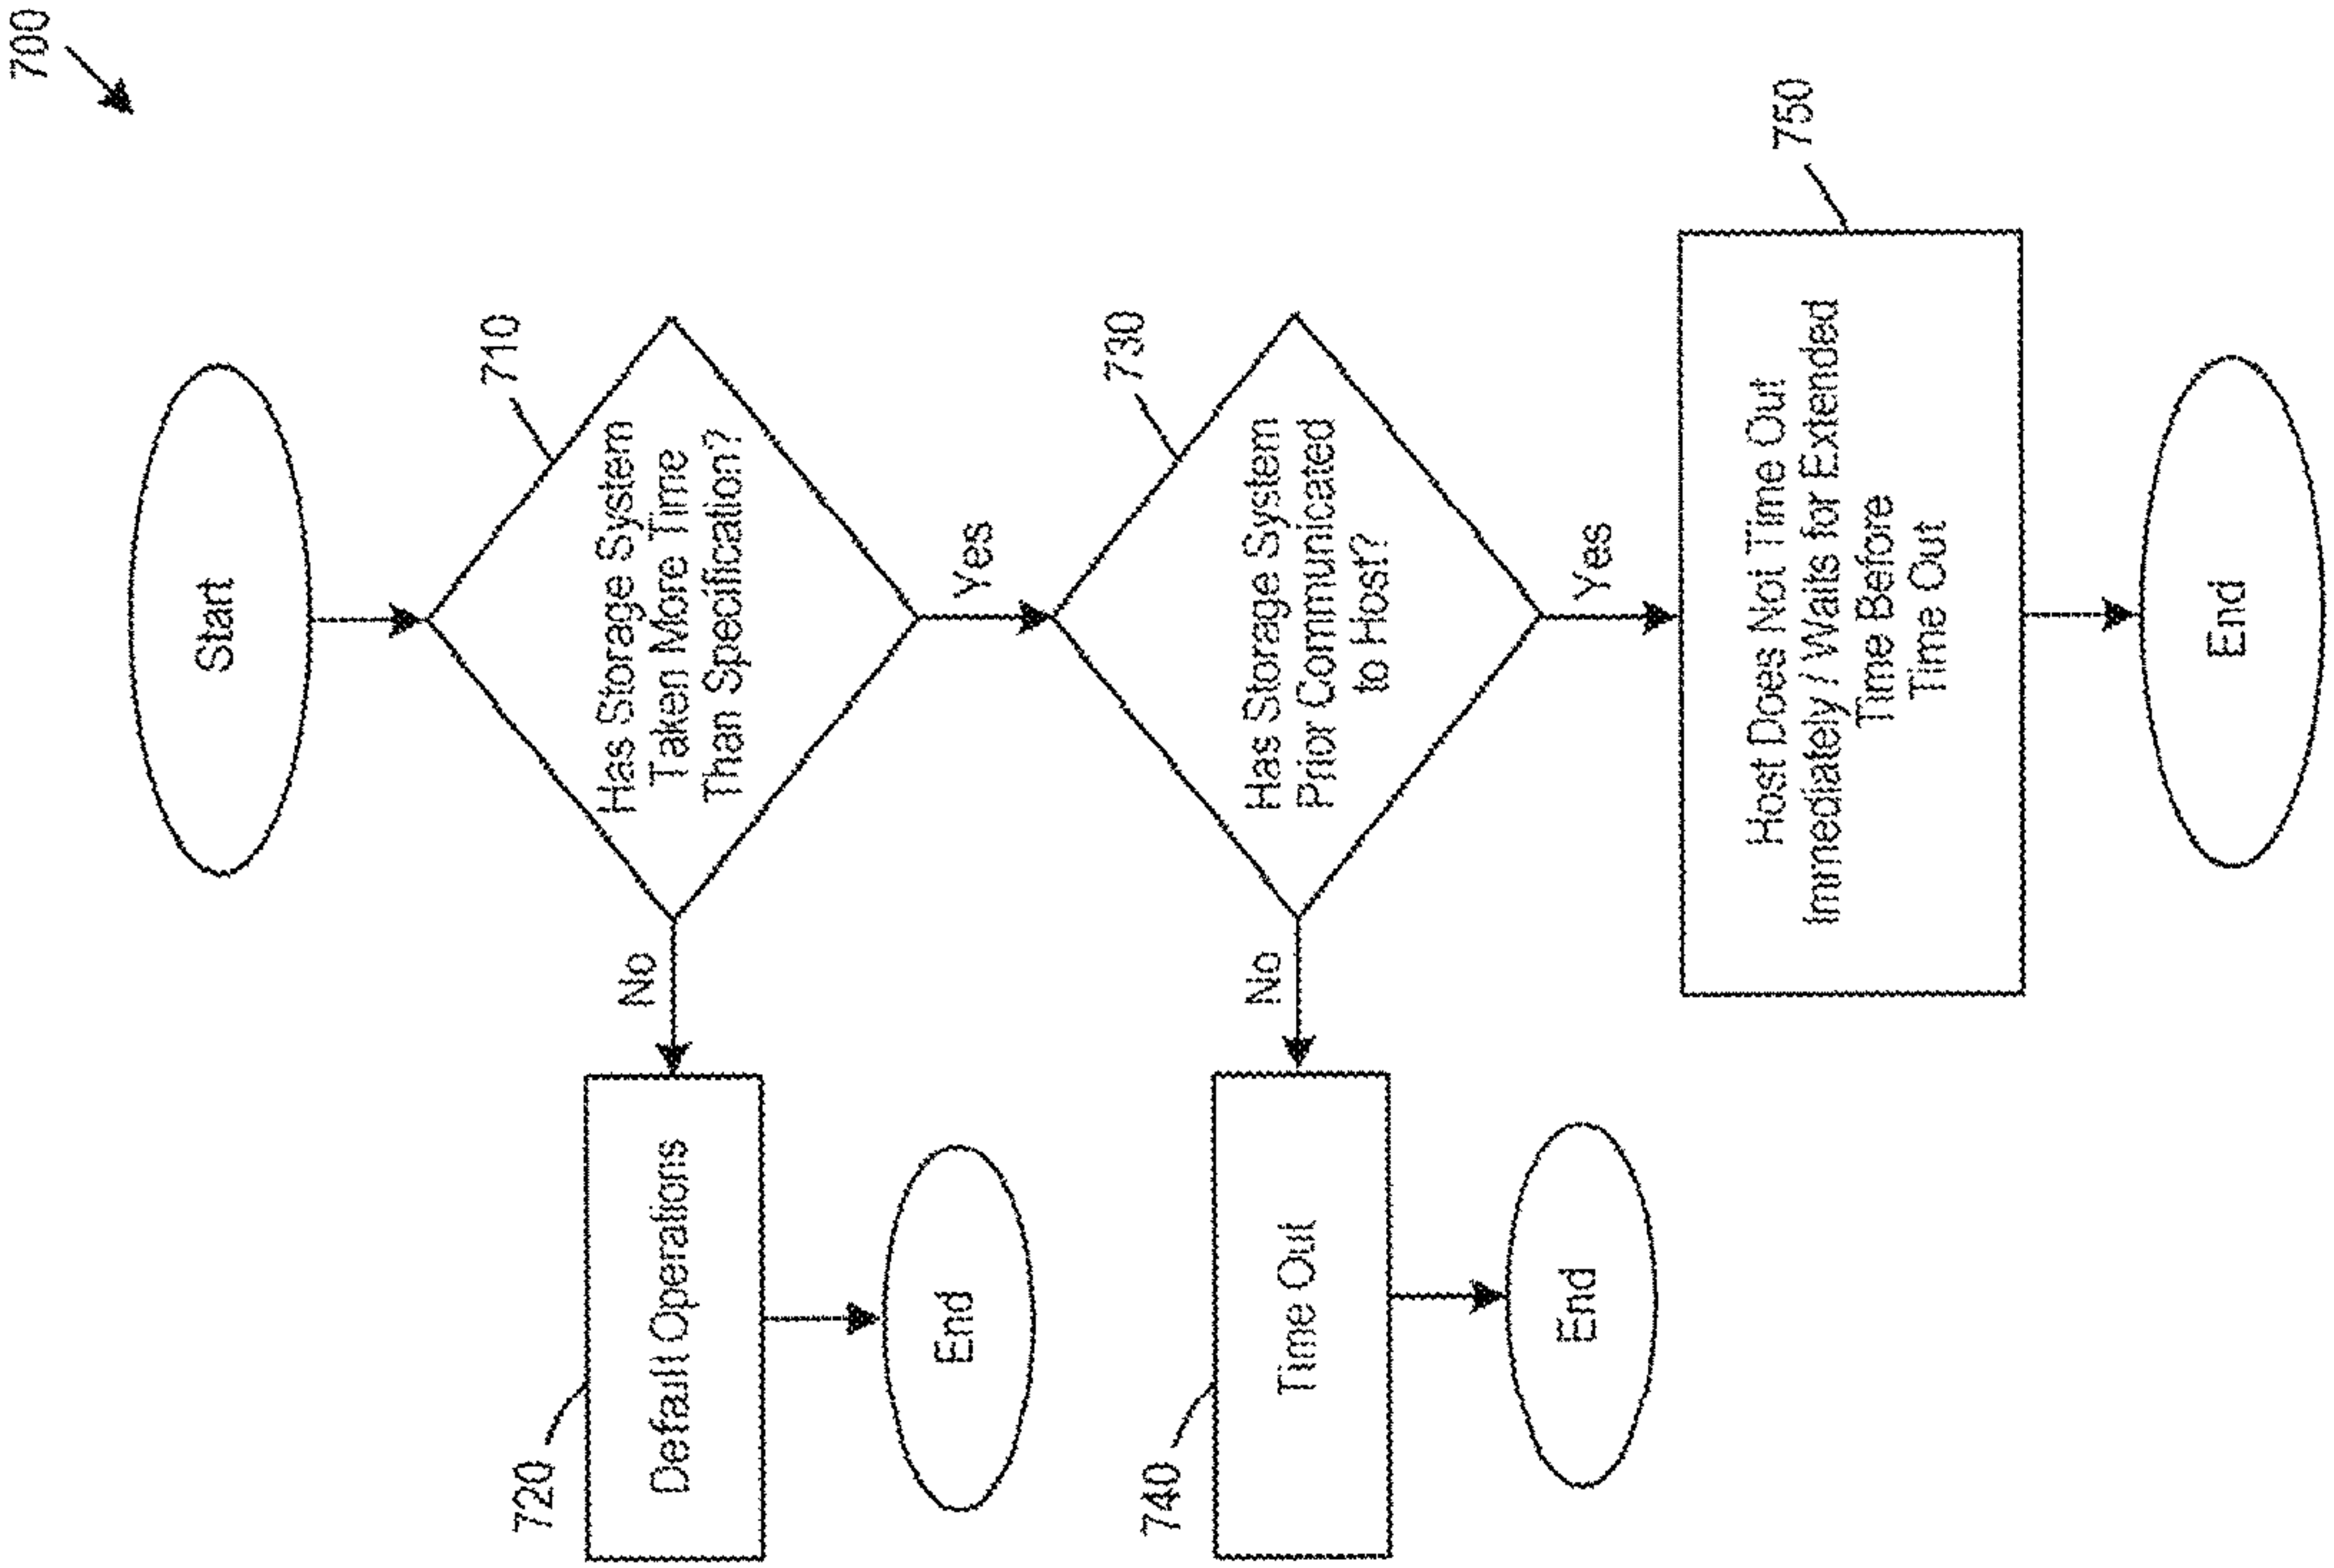 700
Start
710
Has Storage System
Taken More Time
Than Specification?
No
Yes
720
Defaull Operations
End
730
Has Storage System
Prior Communicated
to Host?
No
Yes
740
Time Out
End
750
Host Does Not Time Out
Immediately / Waits for Extended
Time Before
Time Out
End